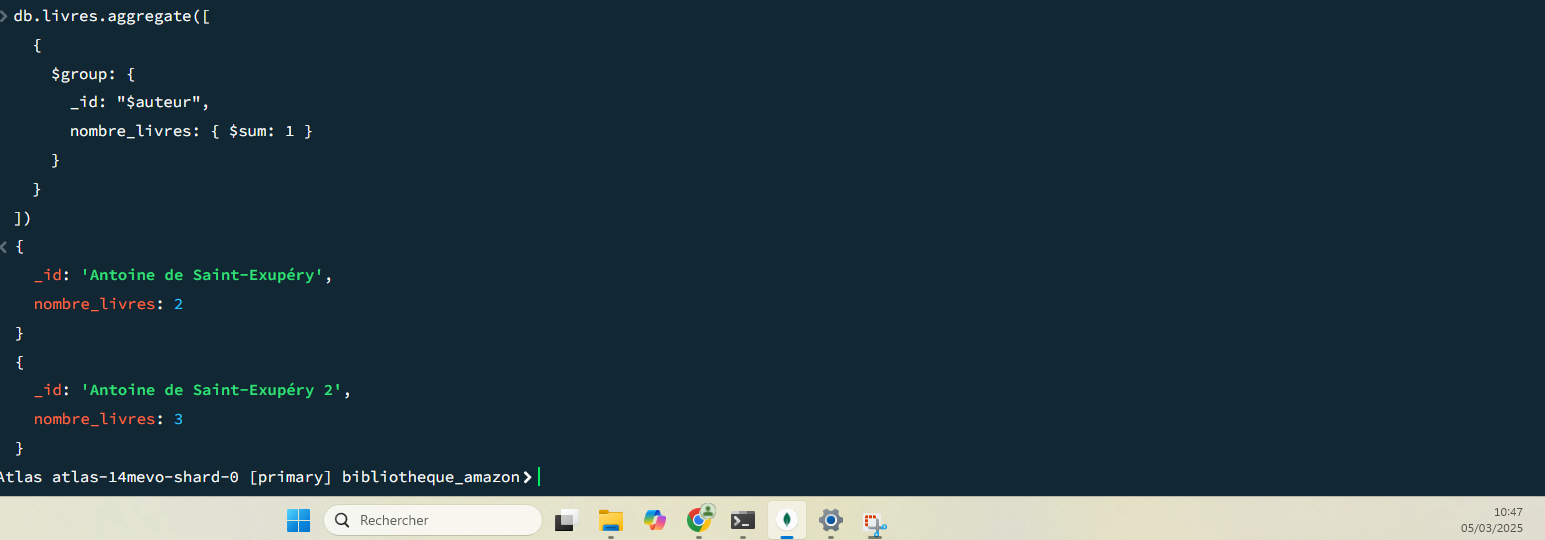 db.livres.aggregate([
{
$group: {
_id: "$auteur",
nombre_livres: { $sum: 1 }
}
}
])
{
_id: 'Antoine de Saint-Exupéry',
nombre_livres: 2
}
{
_id: 'Antoine de Saint-Exupéry 2',
nombre_livres: 3
}
Atlas atlas-14mevo-shard-0 [primary] bibliotheque_amazon>
Rechercher
10:47
05/03/2025